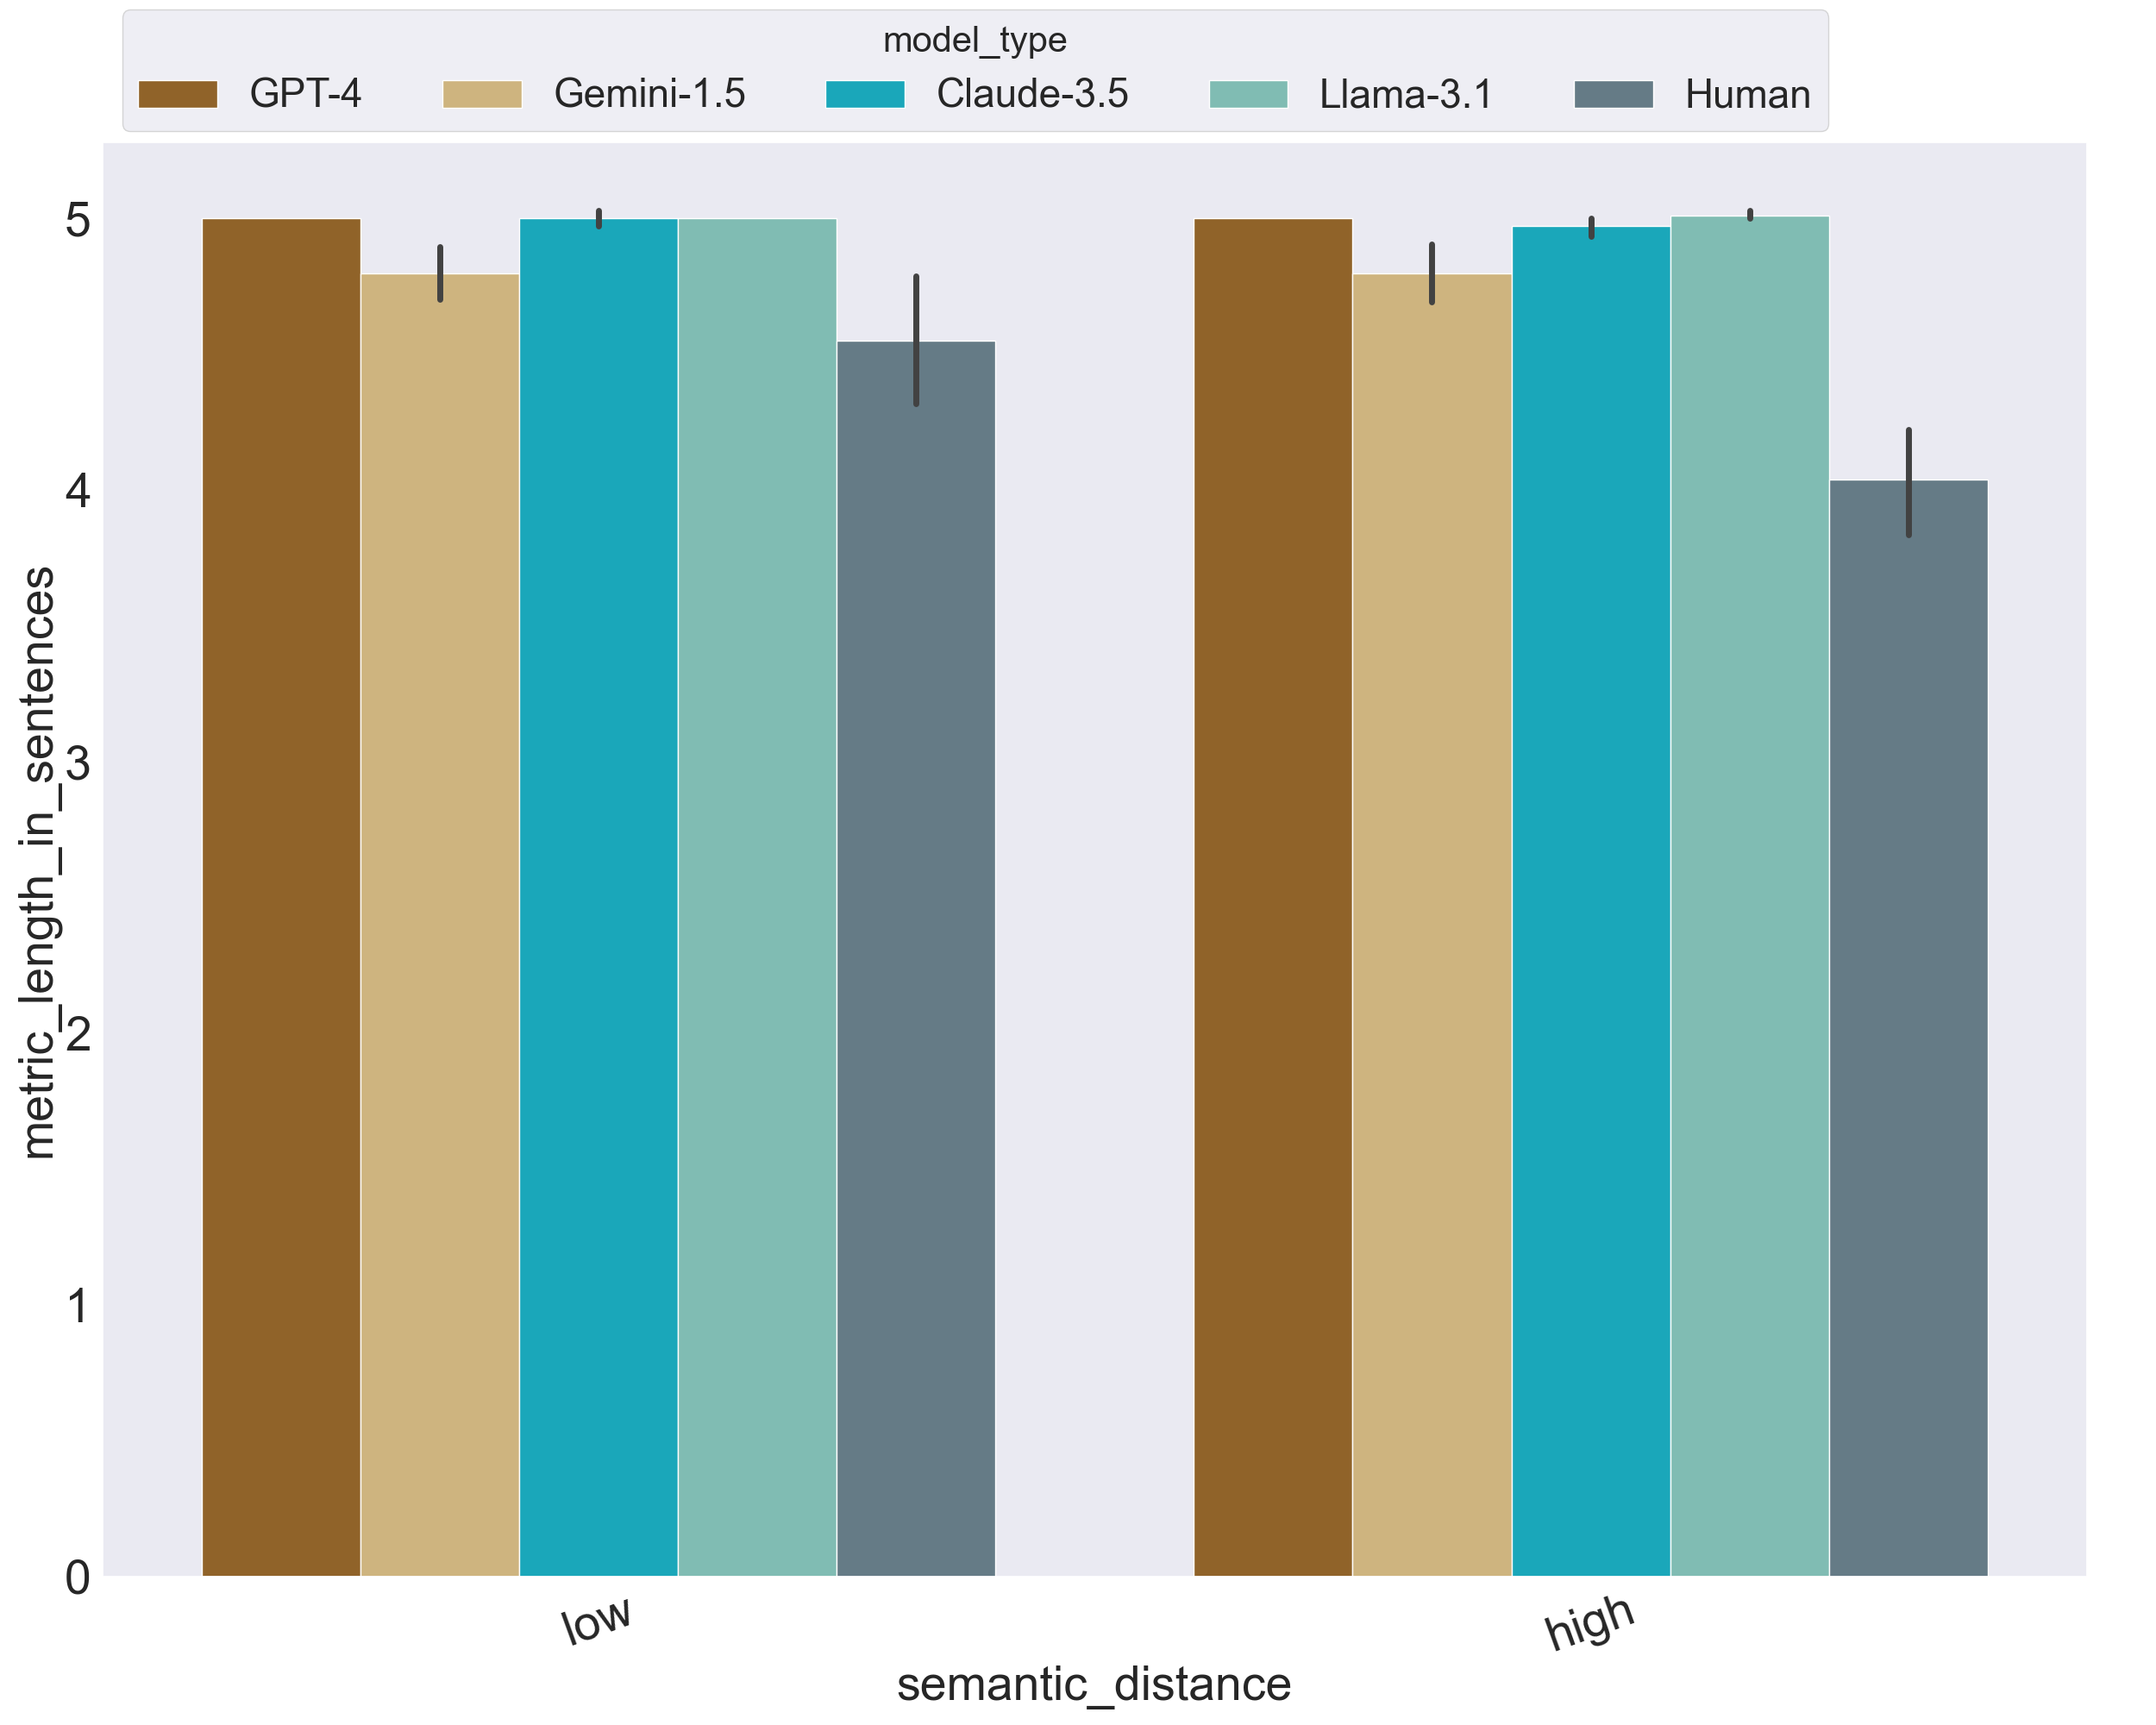 model_type
GPT-4 Gemini-1.5 Claude-3.5 Llama-3.1 Human
5
4
3
2
1
0
metric_length_in_sentences
low high
semantic_distance